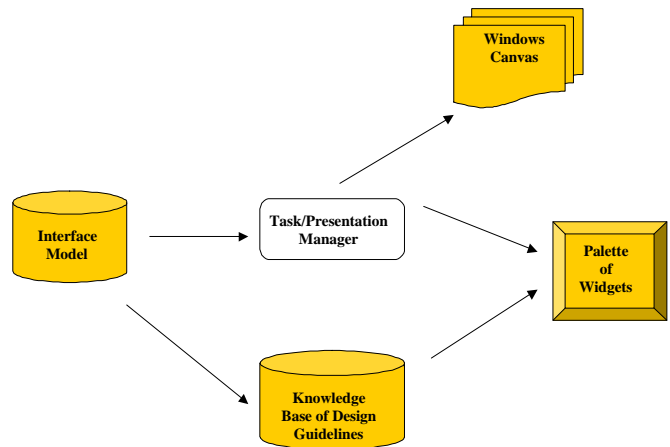 Windows
Canvas
Interface
Model
Task/Presentation
Manager
Palette
of
Widgets
Knowledge
Base of Design
Guidelines